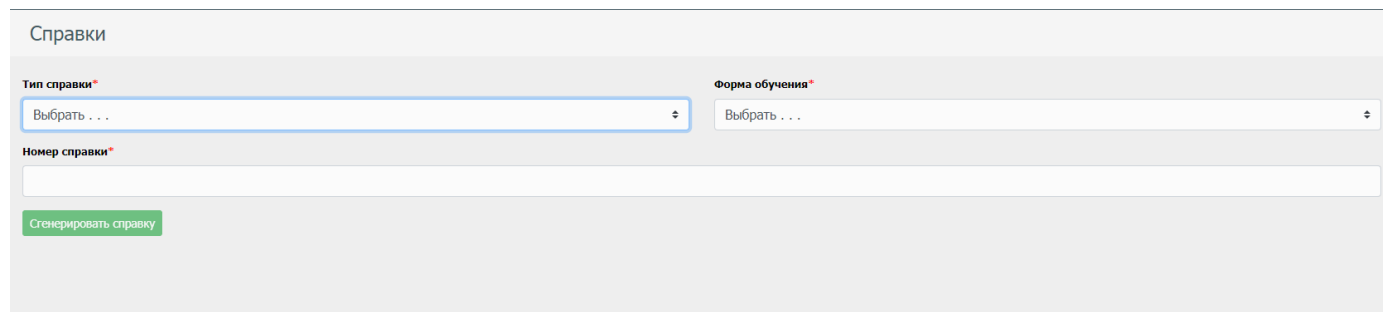 Справки
Тип справки*
Форма обучения*
Выбрать . . .
Выбрать . . .
Номер справки*
Сгенерировать справку